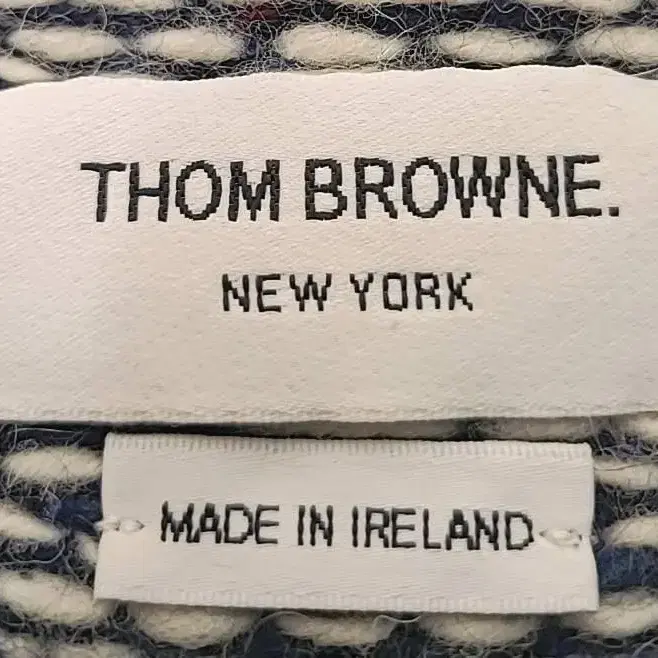 THOM BROWNE.
NEW YORK
MADE IN IRELAND